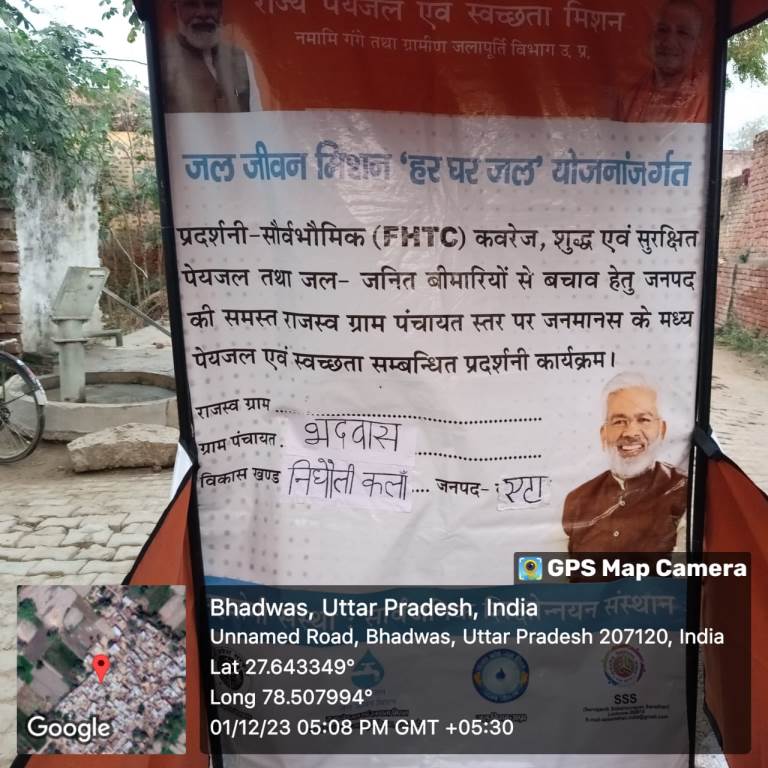 राज्य पेयजल एवं स्वच्छता मिशन
नमामि गंगे तथा ग्रामीण जलापूर्ति विभाग उ. प्र.
जल जीवन मिशन ‘हर घर जल’ योजनांतर्गत
प्रदर्शनी-सौर्वभौमिक (FHTC) कवरेज, शुद्ध एवं सुरक्षित
पेयजल तथा जल- जनित बीमारियों से बचाव हेतु जनपद
की समस्त राजस्व ग्राम पंचायत स्तर पर जनमानस के मध्य
पेयजल एवं स्वच्छता सम्बन्धित प्रदर्शनी कार्यक्रम।
राजस्व ग्राम ........................................
ग्राम पंचायत . भदवास ....................
विकास खण्ड निधौली कलाँ .... जनपद- एटा
GPS Map Camera
संस्थान
Bhadwas, Uttar Pradesh, India
Unnamed Road, Bhadwas, Uttar Pradesh 207120, India
Lat 27.643349°
Long 78.507994°
01/12/23 05:08 PM GMT +05:30
Google
SSS